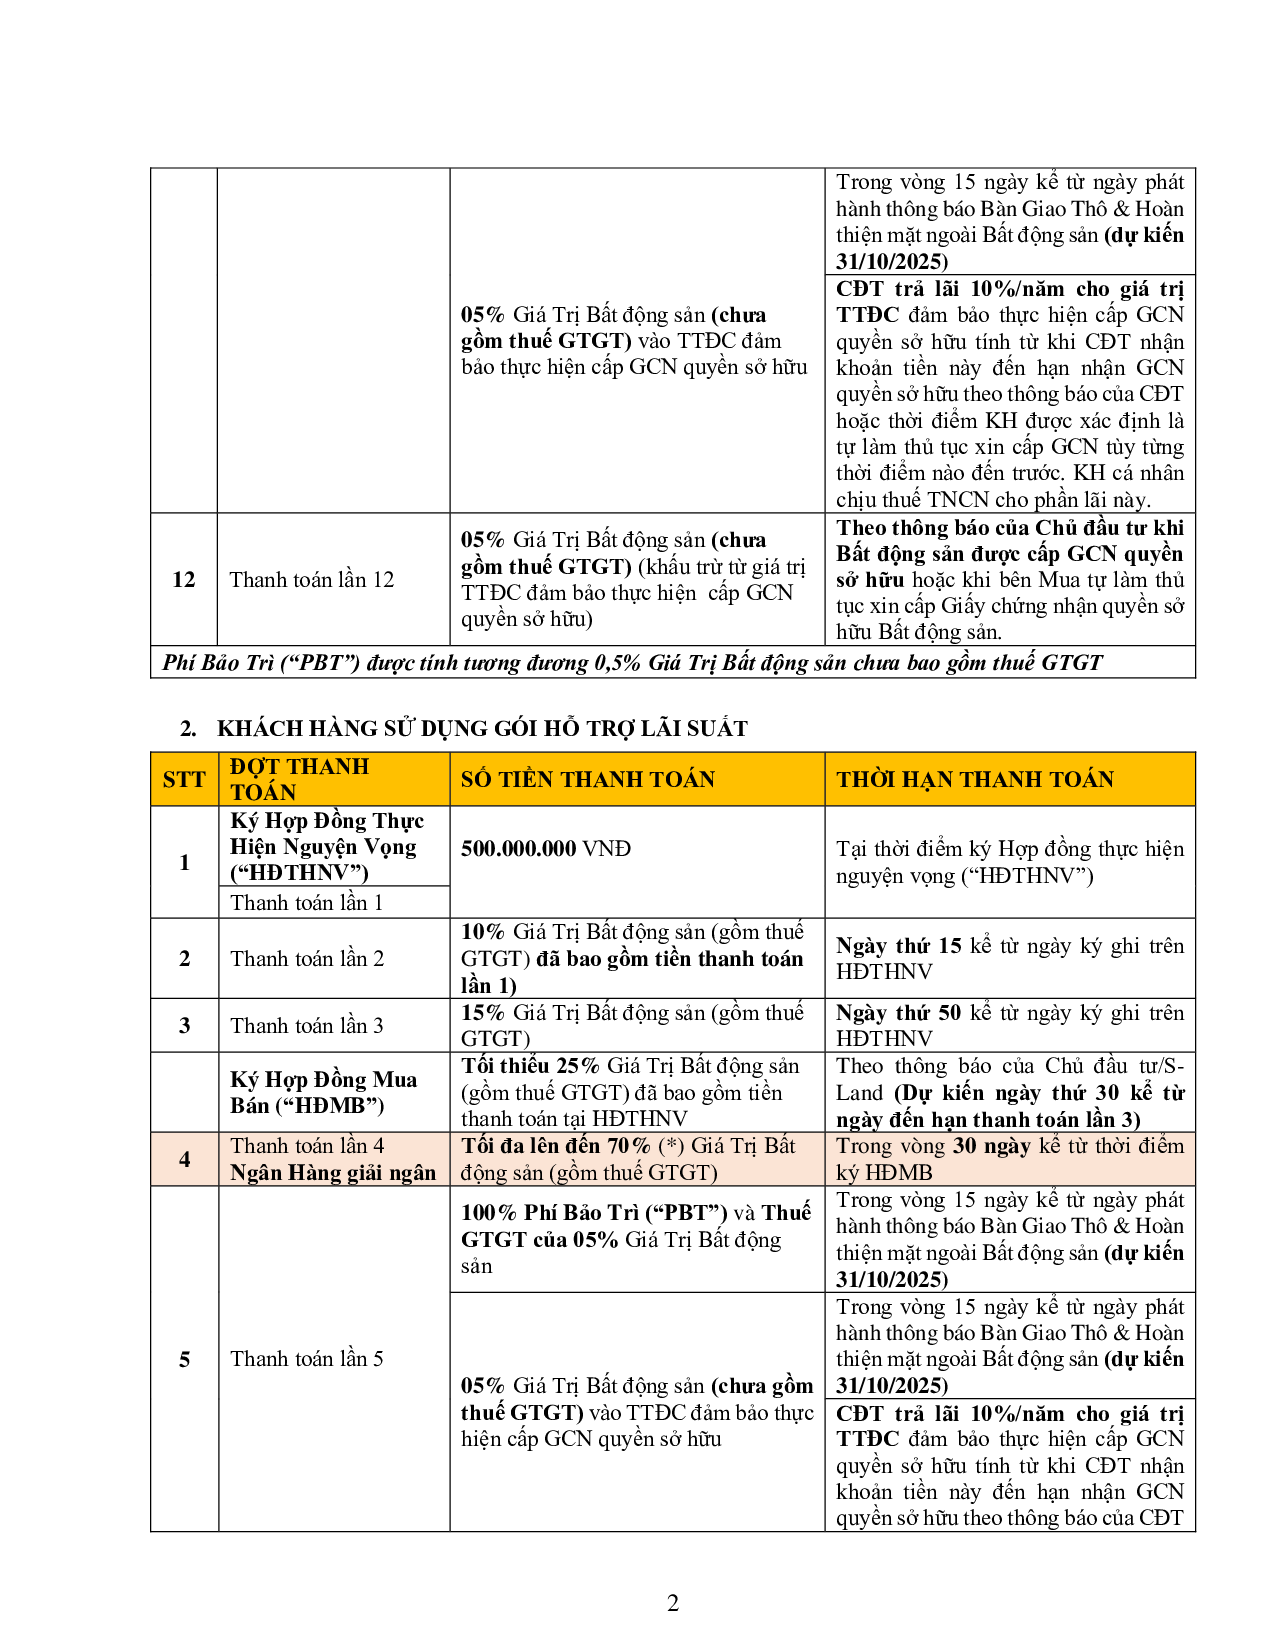 Trong vòng 15 ngày kể từ ngày phát
hành thông báo Bàn Giao Thô & Hoàn
thiện mặt ngoài Bất động sản (dự kiến
31/10/2025)
05% Giá Trị Bất động sản (chưa
gồm thuế GTGT) vào TTĐC đảm
bảo thực hiện cấp GCN quyền sở hữu
CĐT trả lãi 10%/năm cho giá trị
TTĐC đảm bảo thực hiện cấp GCN
quyền sở hữu tính từ khi CĐT nhận
khoản tiền này đến hạn nhận GCN
quyền sở hữu theo thông báo của CĐT
hoặc thời điểm KH được xác định là
tự làm thủ tục xin cấp GCN tùy từng
thời điểm nào đến trước. KH cá nhân
chịu thuế TNCN cho phần lãi này.
12
Thanh toán lần 12
05% Giá Trị Bất động sản (chưa
gồm thuế GTGT) (khấu trừ từ giá trị
TTĐC đảm bảo thực hiện cấp GCN
quyền sở hữu)
Theo thông báo của Chủ đầu tư khi
Bất động sản được cấp GCN quyền
sở hữu hoặc khi bên Mua tự làm thủ
tục xin cấp Giấy chứng nhận quyền sở
hữu Bất động sản.
Phí Bảo Trì (“PBT”) được tính tương đương 0,5% Giá Trị Bất động sản chưa bao gồm thuế GTGT
2. KHÁCH HÀNG SỬ DỤNG GÓI HỖ TRỢ LÃI SUẤT
STT
ĐỢT THANH
TOÁN
SỐ TIỀN THANH TOÁN
THỜI HẠN THANH TOÁN
1
Ký Hợp Đồng Thực
Hiện Nguyện Vọng
(“HĐTHNV”)
Thanh toán lần 1
500.000.000 VNĐ
Tại thời điểm ký Hợp đồng thực hiện
nguyện vọng (“HĐTHNV”)
2
Thanh toán lần 2
10% Giá Trị Bất động sản (gồm thuế
GTGT) đã bao gồm tiền thanh toán
lần 1)
Ngày thứ 15 kể từ ngày ký ghi trên
HĐTHNV
3
Thanh toán lần 3
15% Giá Trị Bất động sản (gồm thuế
GTGT)
Ngày thứ 50 kể từ ngày ký ghi trên
HĐTHNV
Ký Hợp Đồng Mua
Bán (“HĐMB”)
Tối thiểu 25% Giá Trị Bất động sản
(gồm thuế GTGT) đã bao gồm tiền
thanh toán tại HĐTHNV
Theo thông báo của Chủ đầu tư/S-
Land (Dự kiến ngày thứ 30 kể từ
ngày đến hạn thanh toán lần 3)
4
Thanh toán lần 4
Ngân Hàng giải ngân
Tối đa lên đến 70% (*) Giá Trị Bất
động sản (gồm thuế GTGT)
Trong vòng 30 ngày kể từ thời điểm
ký HĐMB
5
Thanh toán lần 5
100% Phí Bảo Trì (“PBT”) và Thuế
GTGT của 05% Giá Trị Bất động
sản
Trong vòng 15 ngày kể từ ngày phát
hành thông báo Bàn Giao Thô & Hoàn
thiện mặt ngoài Bất động sản (dự kiến
31/10/2025)
05% Giá Trị Bất động sản (chưa gồm
thuế GTGT) vào TTĐC đảm bảo thực
hiện cấp GCN quyền sở hữu
Trong vòng 15 ngày kể từ ngày phát
hành thông báo Bàn Giao Thô & Hoàn
thiện mặt ngoài Bất động sản (dự kiến
31/10/2025)
CĐT trả lãi 10%/năm cho giá trị
TTĐC đảm bảo thực hiện cấp GCN
quyền sở hữu tính từ khi CĐT nhận
khoản tiền này đến hạn nhận GCN
quyền sở hữu theo thông báo của CĐT
2